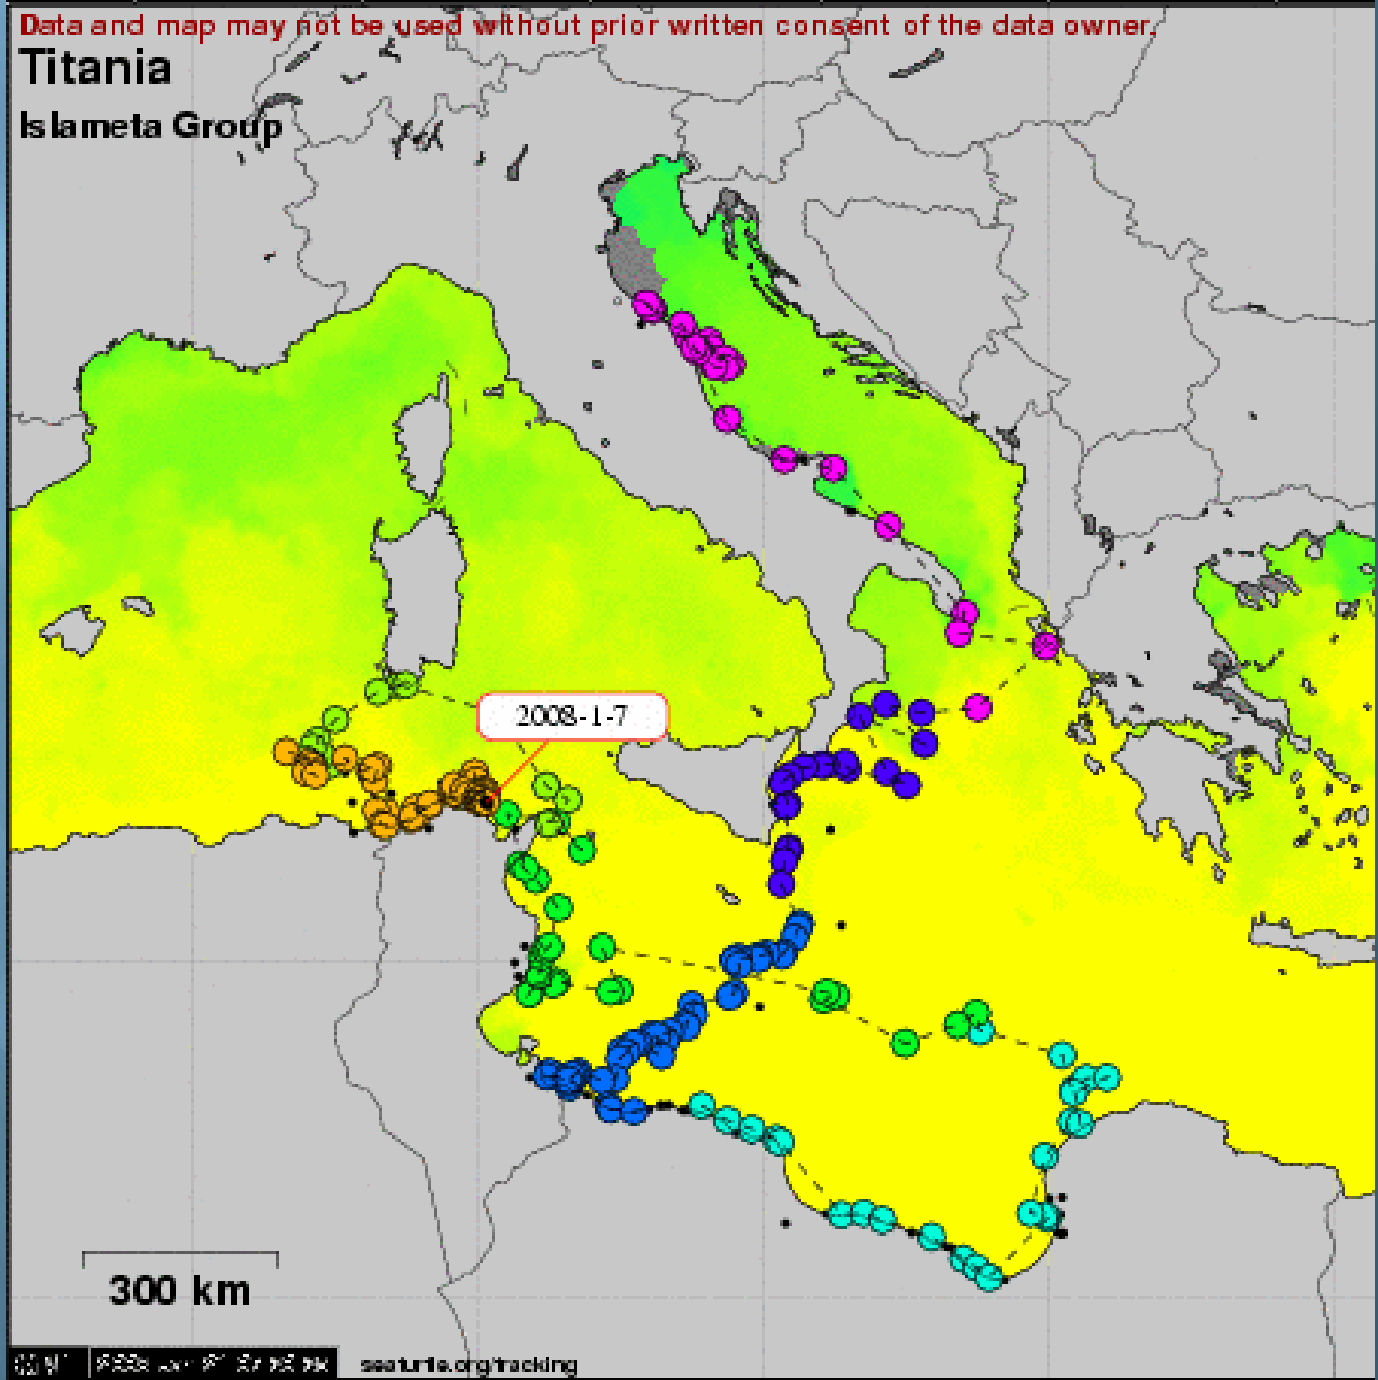 Data and map may not be used without prior written consent of the data owner.
Titania
Islameta Group
2008-1-7
300 km
seaturtle.org/tracking